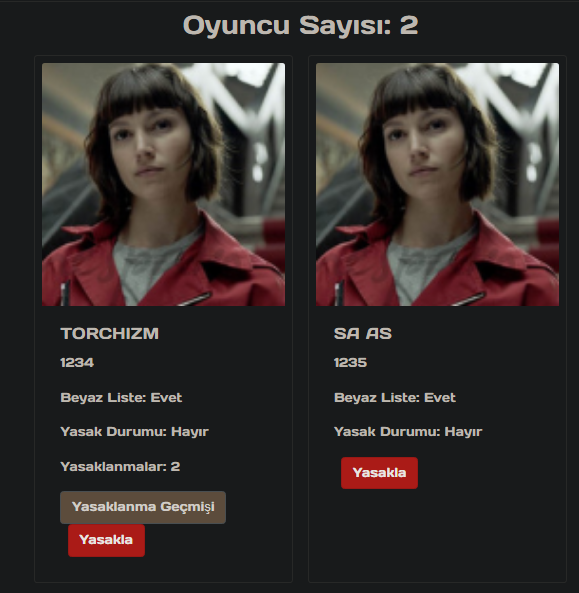 Oyuncu Sayısı: 2
TORCHIZM
1234
Beyaz Liste: Evet
Yasak Durumu: Hayır
Yasaklanmalar: 2
Yasaklanma Geçmişi
Yasakla
SA AS
1235
Beyaz Liste: Evet
Yasak Durumu: Hayır
Yasakla